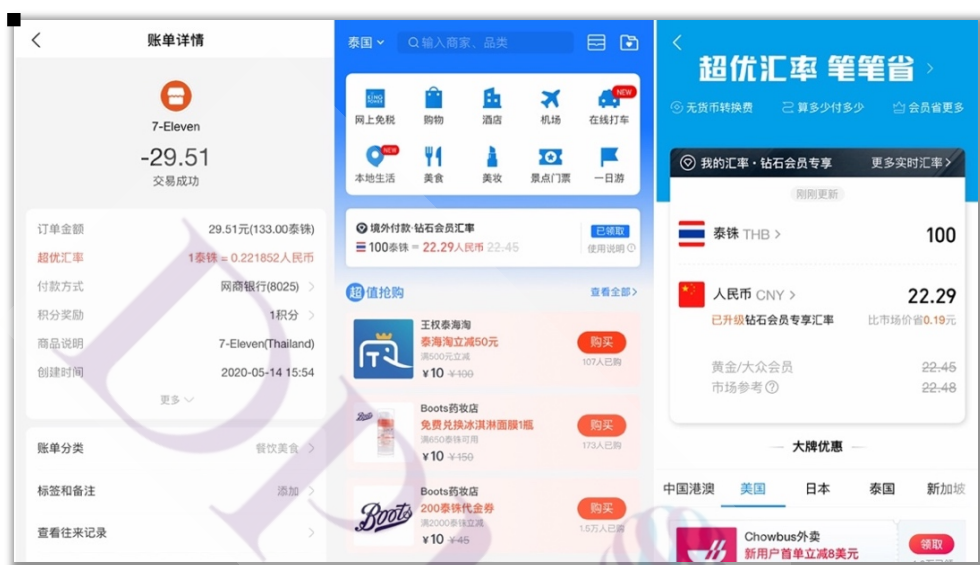 账单详情
7-Eleven
-29.51
交易成功
订单金额 29.51元(133.00泰铢)
超优汇率 1泰铢 = 0.221852人民币
付款方式 网商银行(8025)
积分奖励 1积分
商品说明 7-Eleven(Thailand)
创建时间 2020-05-14 15:54
更多
账单分类 餐饮美食
标签和备注 添加
查看往来记录
泰国 输入商家、品类
KING POWER
NEW
网上免税 购物 酒店 机场 在线打车
NEW
本地生活 美食 美妆 景点门票 一日游
境外付款·钻石会员汇率 已领取
100泰铢 = 22.29人民币 22.45 使用说明
超值抢购 查看全部
王权泰海淘
泰海淘立减50元 购买
满500元立减 107人已购
¥10 ¥100
Boots药妆店
免费兑换冰淇淋面膜1瓶 购买
满650泰铢可用 173人已购
¥10 ¥150
Boots药妆店
200泰铢代金券 购买
满2000泰铢立减 1.5万人已购
¥10 ¥45
Boots
Boots
超优汇率 笔笔省
无货币转换费 算多少付多少 会员省更多
我的汇率·钻石会员专享 更多实时汇率
刚刚更新
泰铢 THB 100
人民币 CNY 22.29
已升级钻石会员专享汇率 比市场价省0.19元
黄金/大众会员 22.45
市场参考 22.48
大牌优惠
中国港澳 美国 日本 泰国 新加坡
Chowbus外卖
新用户首单立减8美元 领取